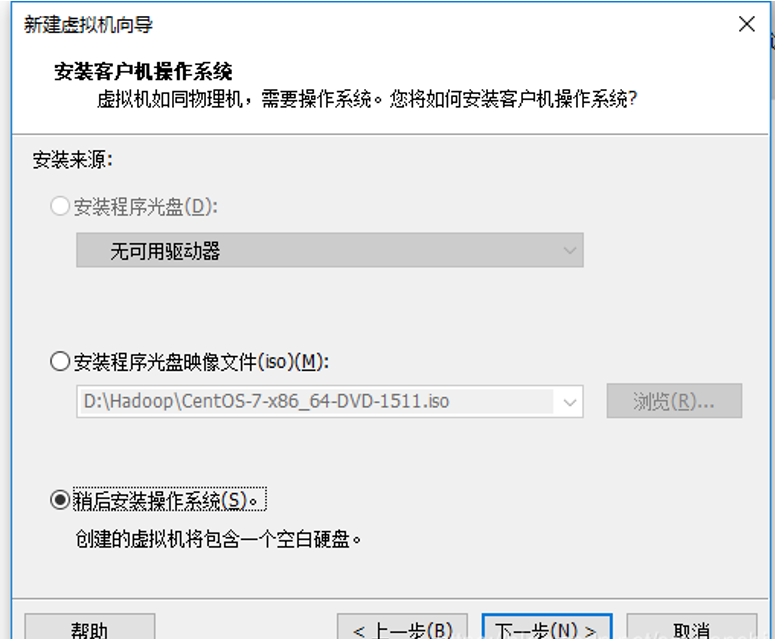 新建虚拟机向导
安装客户机操作系统
虚拟机如同物理机，需要操作系统。您将如何安装客户机操作系统?
安装来源:
安装程序光盘(D):
无可用驱动器
安装程序光盘映像文件(iso)(M):
D:\Hadoop\CentOS-7-x86_64-DVD-1511.iso
浏览(R)...
稍后安装操作系统(S)。
创建的虚拟机将包含一个空白硬盘。
帮助
< 上一步(B)
下一步(N) >
取消